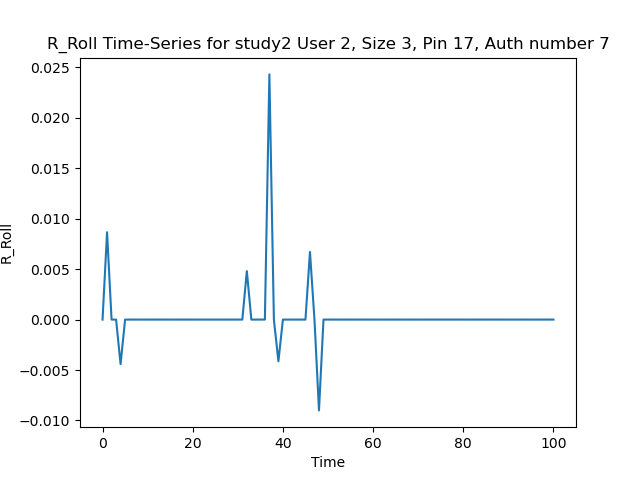 R_Roll Time-Series for study2 User 2, Size 3, Pin 17, Auth number 7
0.025
0.020
0.015
0.010
0.005
0.000
−0.005
−0.010
R_Roll
0 20 40 60 80 100
Time